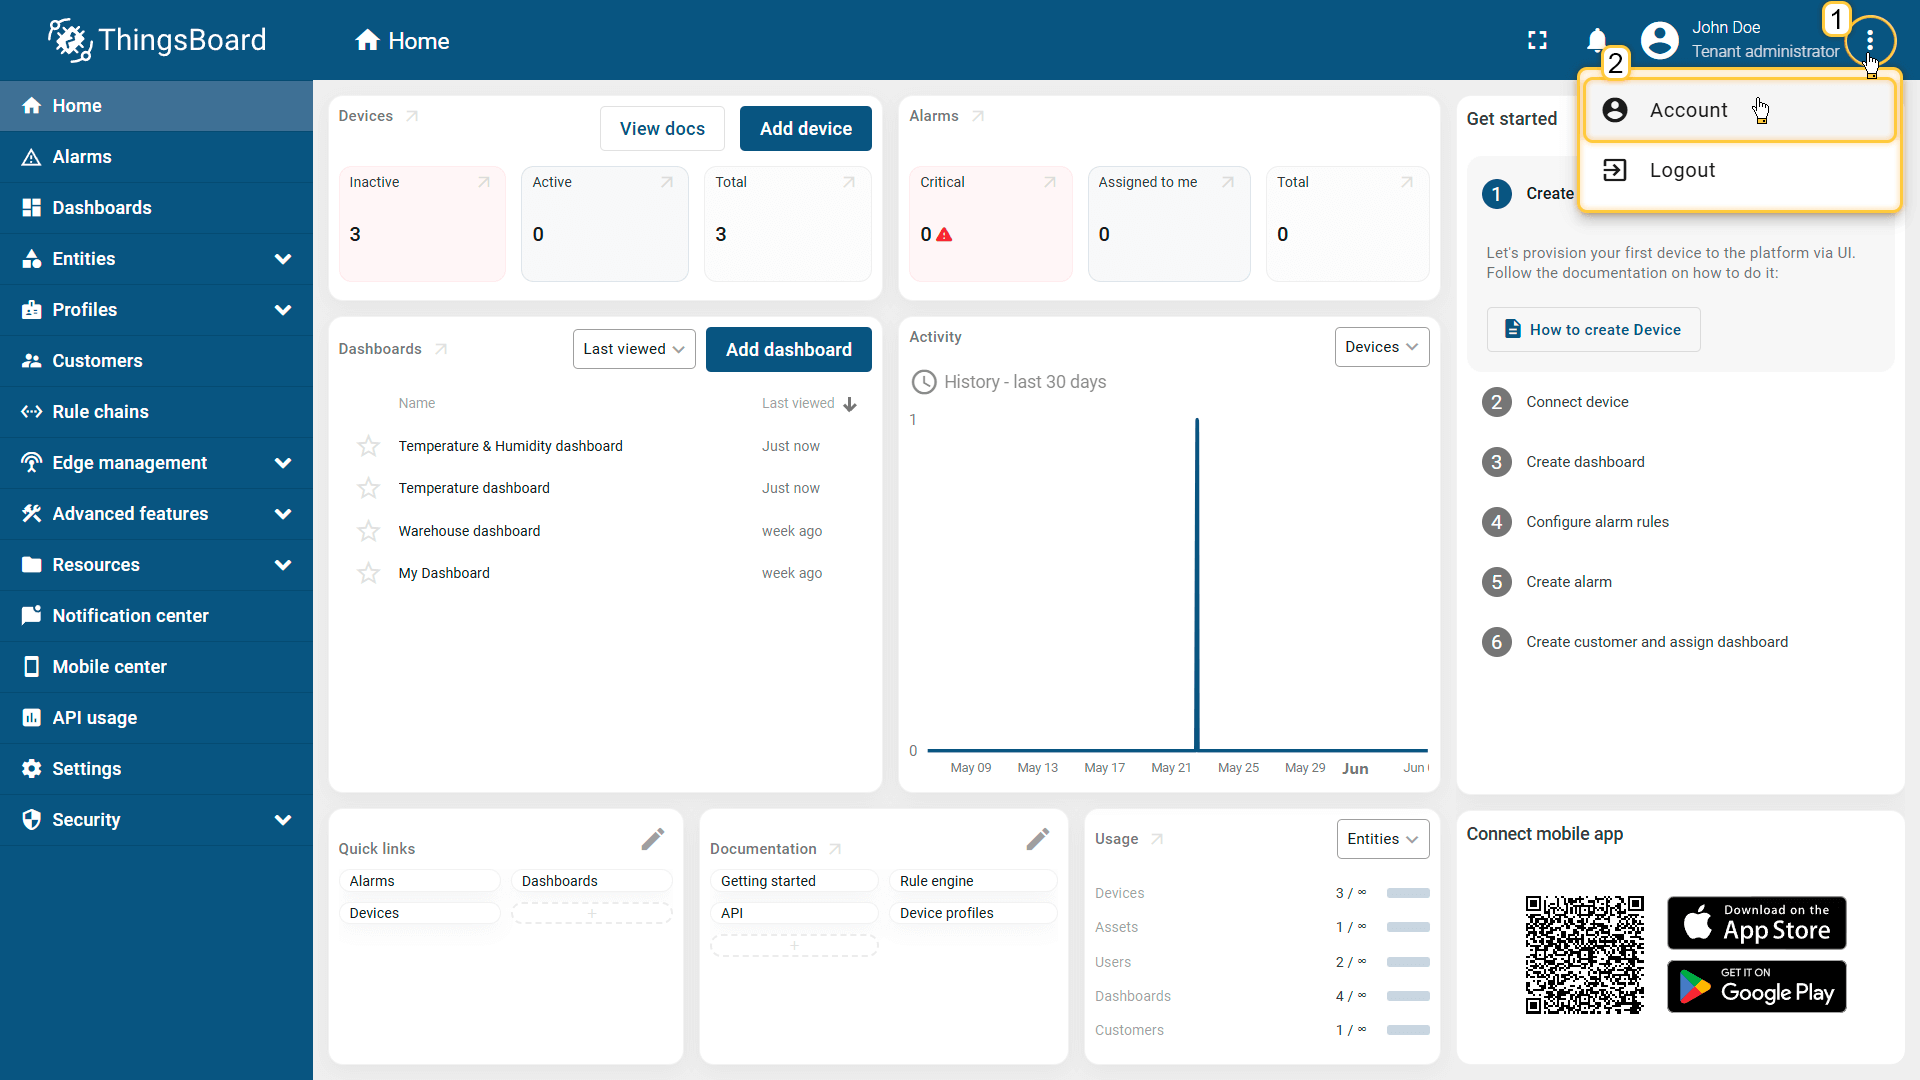 ThingsBoard
Home
John Doe
Tenant administrator
1
2
Account
Logout
Home
Alarms
Dashboards
Entities
Profiles
Customers
Rule chains
Edge management
Advanced features
Resources
Notification center
Mobile center
API usage
Settings
Security
Devices
View docs
Add device
Inactive
3
Active
0
Total
3
Alarms
Critical
0
Assigned to me
0
Total
0
Dashboards
Last viewed
Add dashboard
Name
Last viewed
Temperature & Humidity dashboard
Just now
Temperature dashboard
Just now
Warehouse dashboard
week ago
My Dashboard
week ago
Activity
Devices
History - last 30 days
1
0
May 09 May 13 May 17 May 21 May 25 May 29 Jun Jun
Get started
1 Create
Let's provision your first device to the platform via UI.
Follow the documentation on how to do it:
How to create Device
2 Connect device
3 Create dashboard
4 Configure alarm rules
5 Create alarm
6 Create customer and assign dashboard
Quick links
Alarms
Dashboards
Devices
+
Documentation
Getting started
Rule engine
API
Device profiles
+
Usage
Entities
Devices 3 / ∞
Assets 1 / ∞
Users 2 / ∞
Dashboards 4 / ∞
Customers 1 / ∞
Connect mobile app
Download on the
App Store
GET IT ON
Google Play